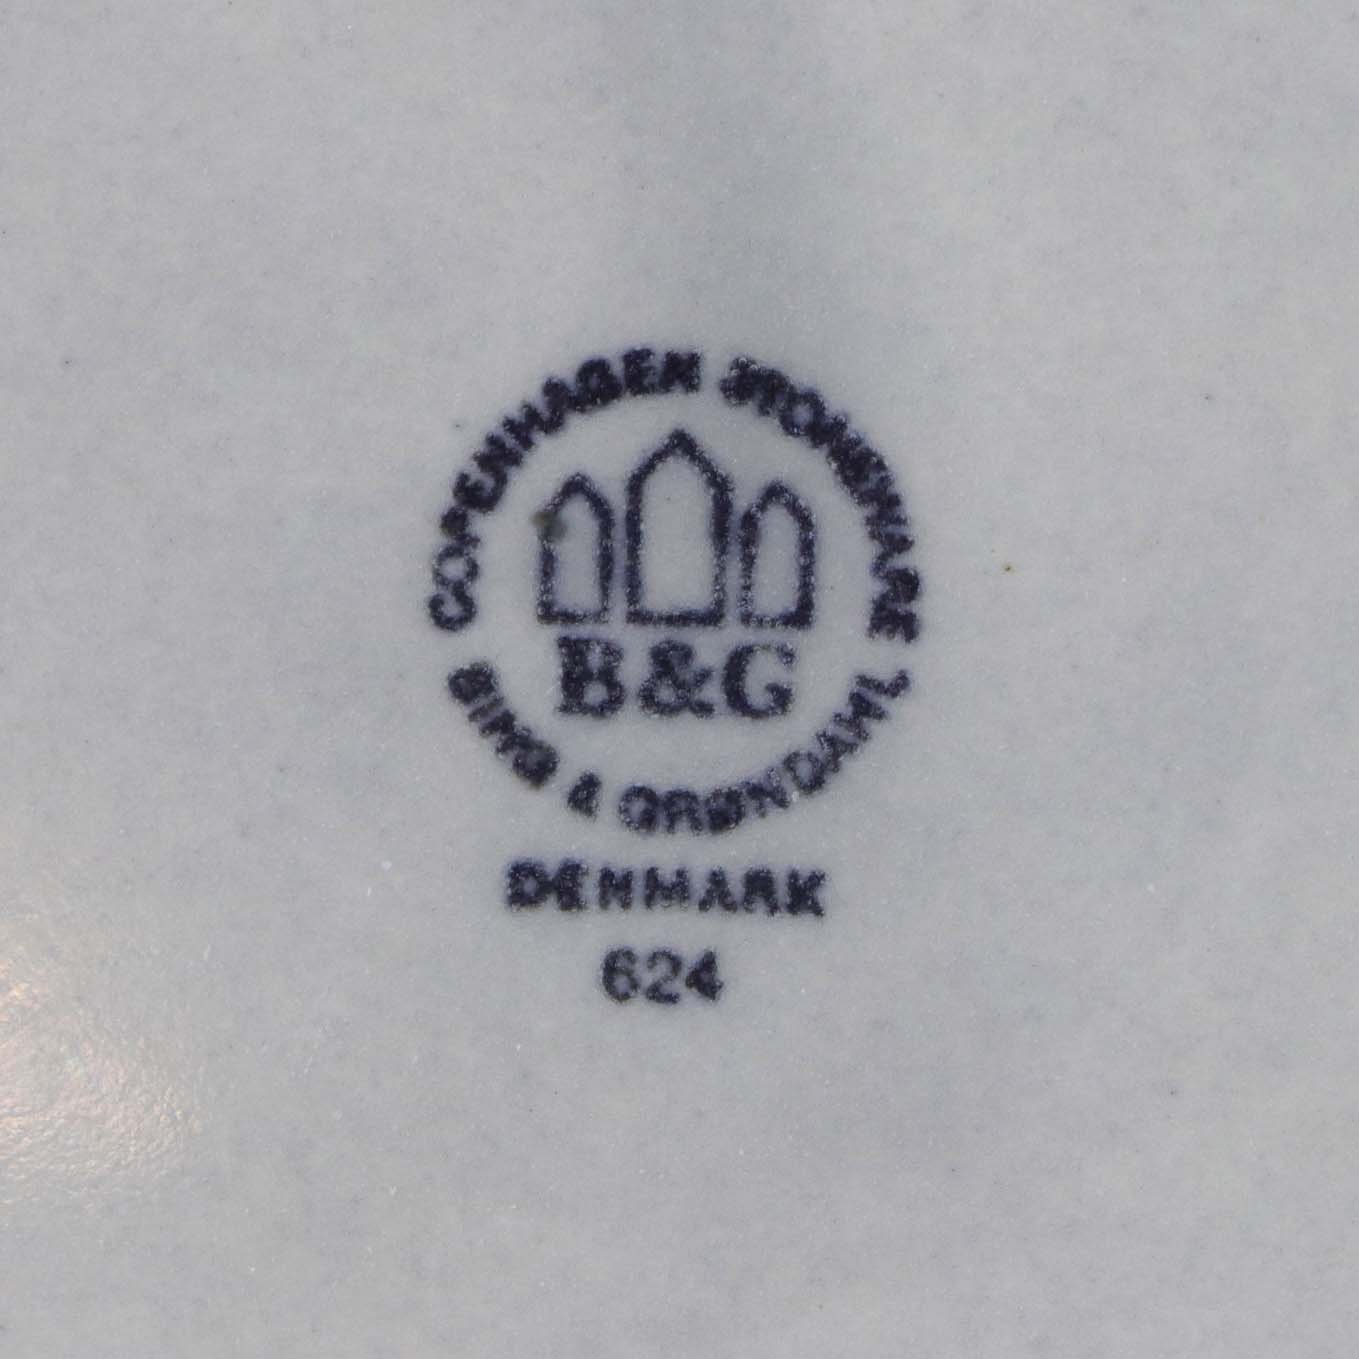 COPENHAGEN STONEWARE
B&G
BING & GRØNDAHL
DENMARK
624